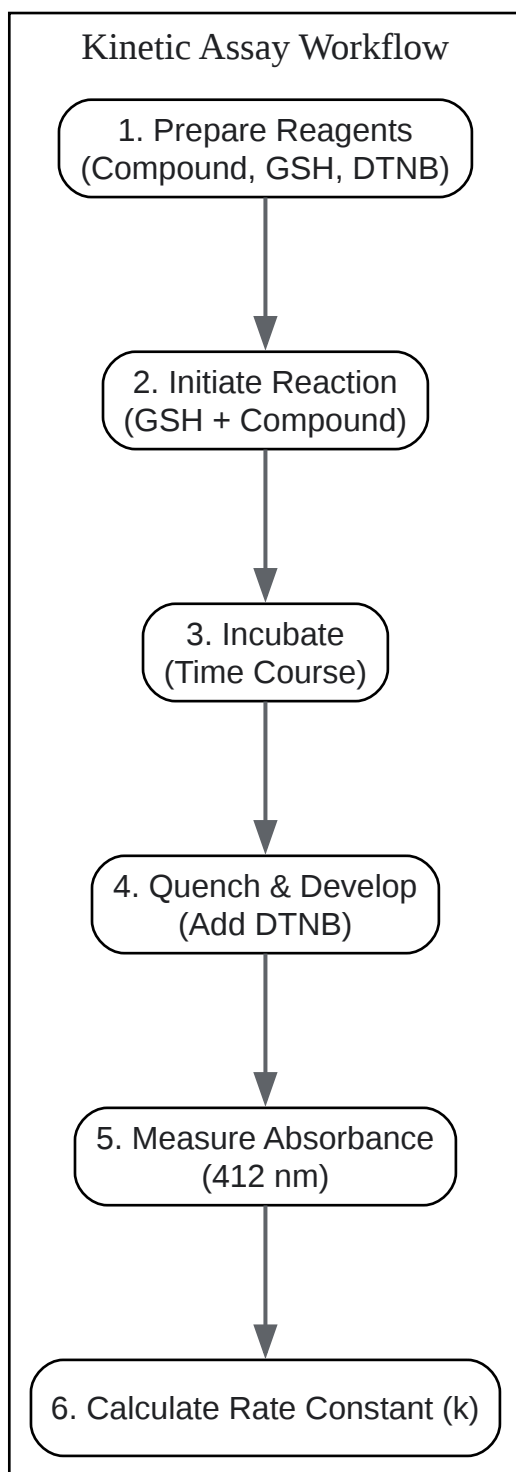 Kinetic Assay Workflow
1. Prepare Reagents
(Compound, GSH, DTNB)
2. Initiate Reaction
(GSH + Compound)
3. Incubate
(Time Course)
4. Quench & Develop
(Add DTNB)
5. Measure Absorbance
(412 nm)
6. Calculate Rate Constant (k)